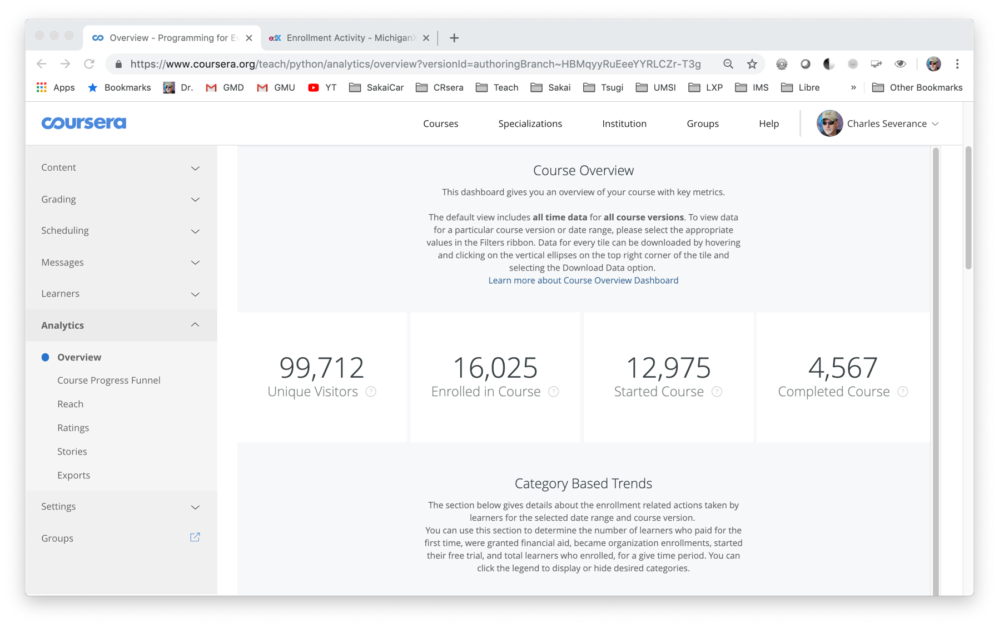 Overview - Programming for Ev
Enrollment Activity - MichiganX
https://www.coursera.org/teach/python/analytics/overview?versionId=authoringBranch~HBMqyyRuEeeYYRLCZr-T3g
Apps
Bookmarks
Dr.
GMD
GMU
YT
SakaiCar
CRsera
Teach
Sakai
Tsugi
UMSI
LXP
IMS
Libre
»
Other Bookmarks
coursera
Courses
Specializations
Institution
Groups
Help
Charles Severance
Content
Grading
Scheduling
Messages
Learners
Analytics
Overview
Course Progress Funnel
Reach
Ratings
Stories
Exports
Settings
Groups
Course Overview
This dashboard gives you an overview of your course with key metrics.
The default view includes all time data for all course versions. To view data
for a particular course version or date range, please select the appropriate
values in the Filters ribbon. Data for every tile can be downloaded by hovering
and clicking on the vertical ellipses on the top right corner of the tile and
selecting the Download Data option.
Learn more about Course Overview Dashboard
99,712
Unique Visitors ?
16,025
Enrolled in Course ?
12,975
Started Course ?
4,567
Completed Course ?
Category Based Trends
The section below gives details about the enrollment related actions taken by
learners for the selected date range and course version.
You can use this section to determine the number of learners who paid for the
first time, were granted financial aid, became organization enrollments, started
their free trial, and total learners who enrolled, for a give time period. You can
click the legend to display or hide desired categories.